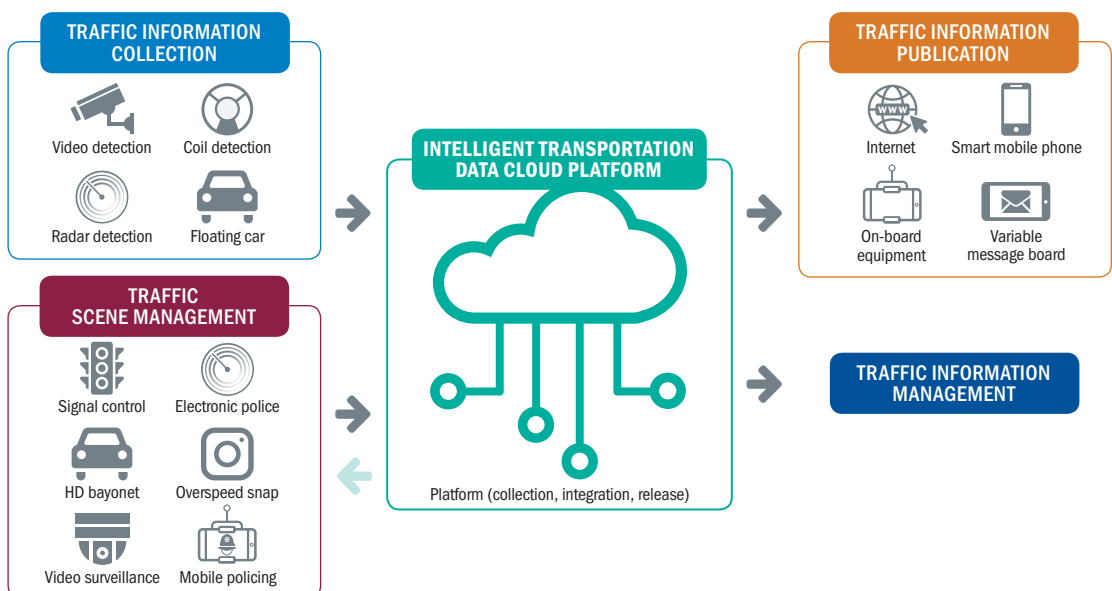 TRAFFIC INFORMATION
COLLECTION
Video detection
Coil detection
Radar detection
Floating car
TRAFFIC
SCENE MANAGEMENT
Signal control
Electronic police
HD bayonet
Overspeed snap
Video surveillance
Mobile policing
INTELLIGENT TRANSPORTATION
DATA CLOUD PLATFORM
Platform (collection, integration, release)
TRAFFIC INFORMATION
PUBLICATION
WWW
Internet
Smart mobile phone
On-board
equipment
Variable
message board
TRAFFIC INFORMATION
MANAGEMENT